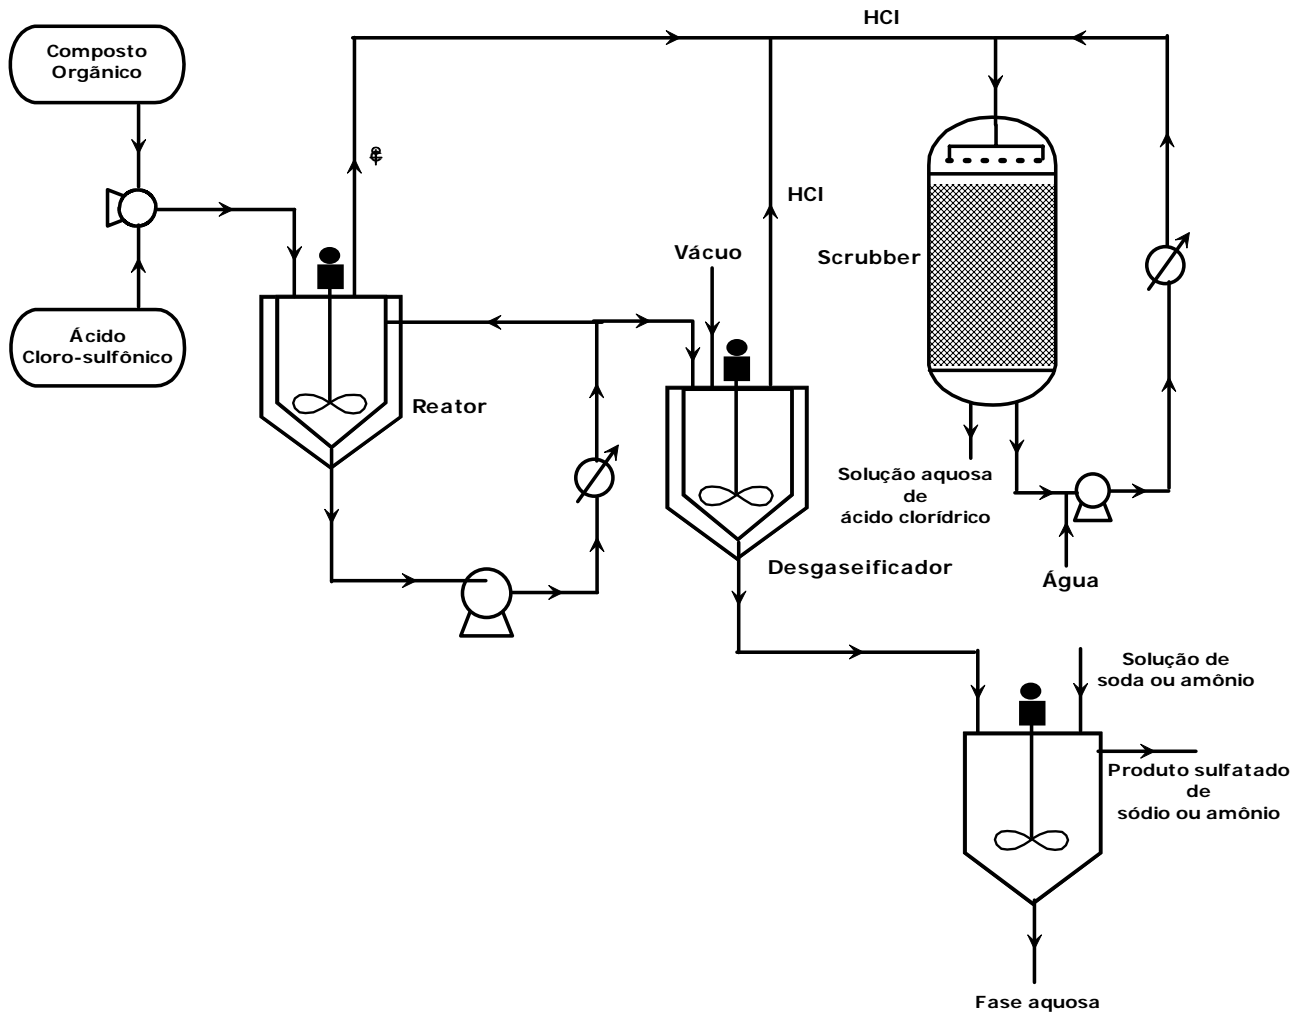 HCl
Composto
Orgãnico
HCl
Vácuo
Scrubber
Ácido
Cloro-sulfônico
Reator
Solução aquosa
de
ácido clorídrico
Desgaseificador
Água
Solução de
soda ou amônio
Produto sulfatado
de
sódio ou amônio
Fase aquosa